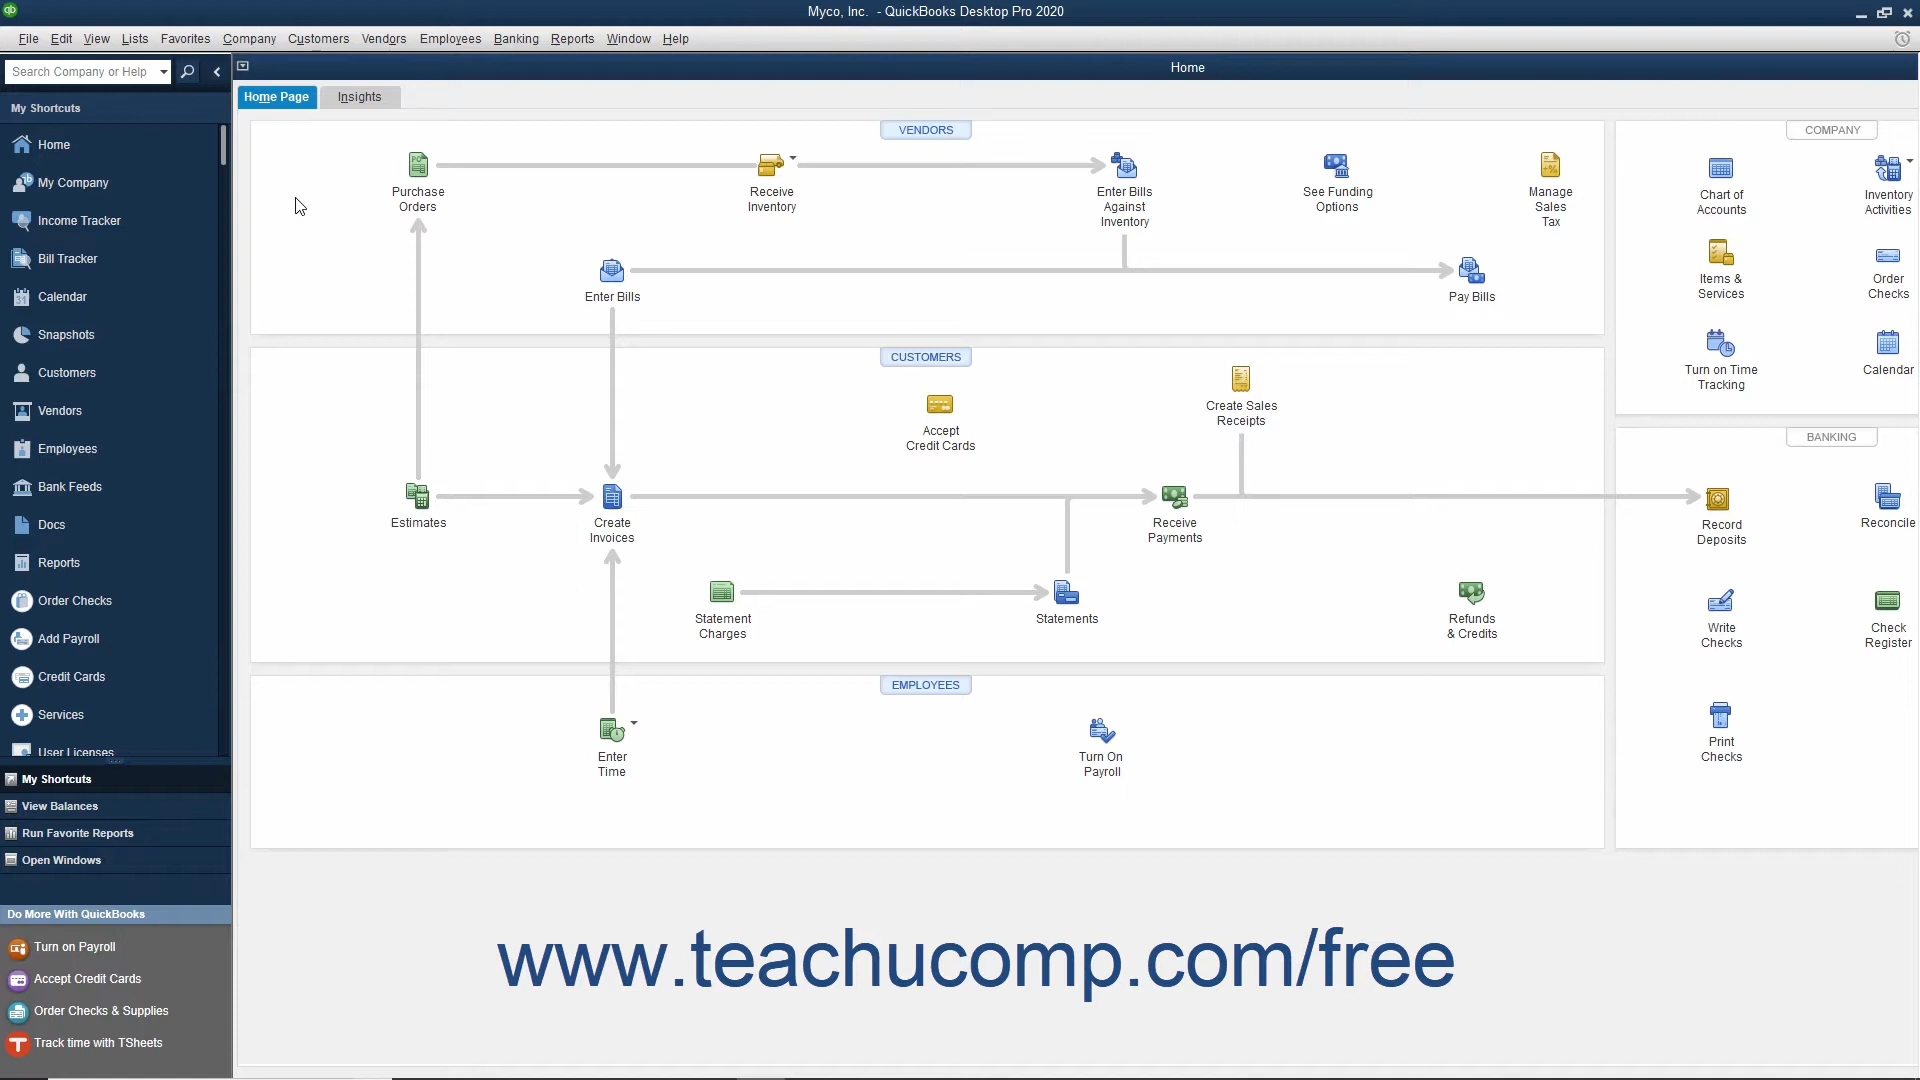 Myco, Inc. - QuickBooks Desktop Pro 2020
File Edit View Lists Favorites Company Customers Vendors Employees Banking Reports Window Help
Search Company or Help
Home
My Shortcuts
Home
My Company
Income Tracker
Bill Tracker
Calendar
Snapshots
Customers
Vendors
Employees
Bank Feeds
Docs
Reports
Order Checks
Add Payroll
Credit Cards
Services
User Licenses
My Shortcuts
View Balances
Run Favorite Reports
Open Windows
Do More With QuickBooks
Turn on Payroll
Accept Credit Cards
Order Checks & Supplies
Track time with TSheets
Home Page Insights
VENDORS
Purchase
Orders
Receive
Inventory
Enter Bills
Against
Inventory
See Funding
Options
Manage
Sales
Tax
Enter Bills
Pay Bills
CUSTOMERS
Accept
Credit Cards
Create Sales
Receipts
Estimates
Create
Invoices
Receive
Payments
Statement
Charges
Statements
Refunds
& Credits
EMPLOYEES
Enter
Time
Turn On
Payroll
COMPANY
Chart of
Accounts
Inventory
Activities
Items &
Services
Order
Checks
Turn on Time
Tracking
Calendar
BANKING
Record
Deposits
Reconcile
Write
Checks
Check
Register
Print
Checks
www.teachucomp.com/free